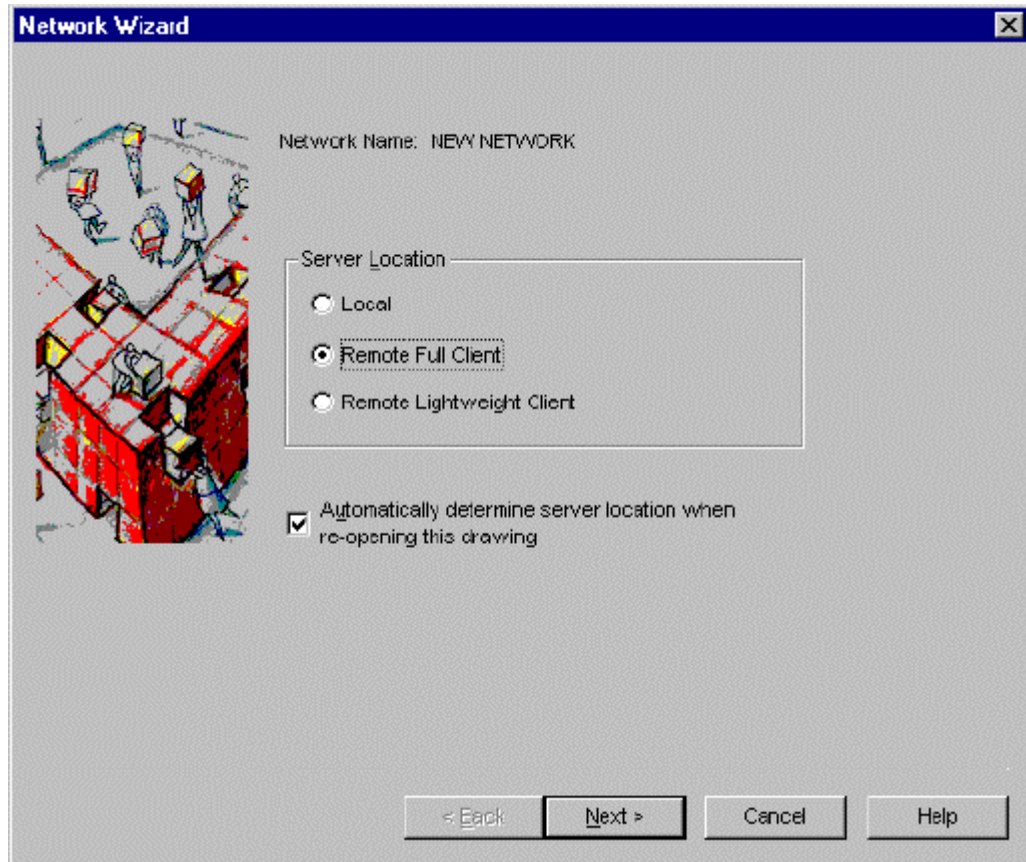 Network Wizard
Network Name: NEW NETWORK
Server Location
Local
Remote Full Client
Remote Lightweight Client
Automatically determine server location when
re-opening this drawing
< Back
Next >
Cancel
Help